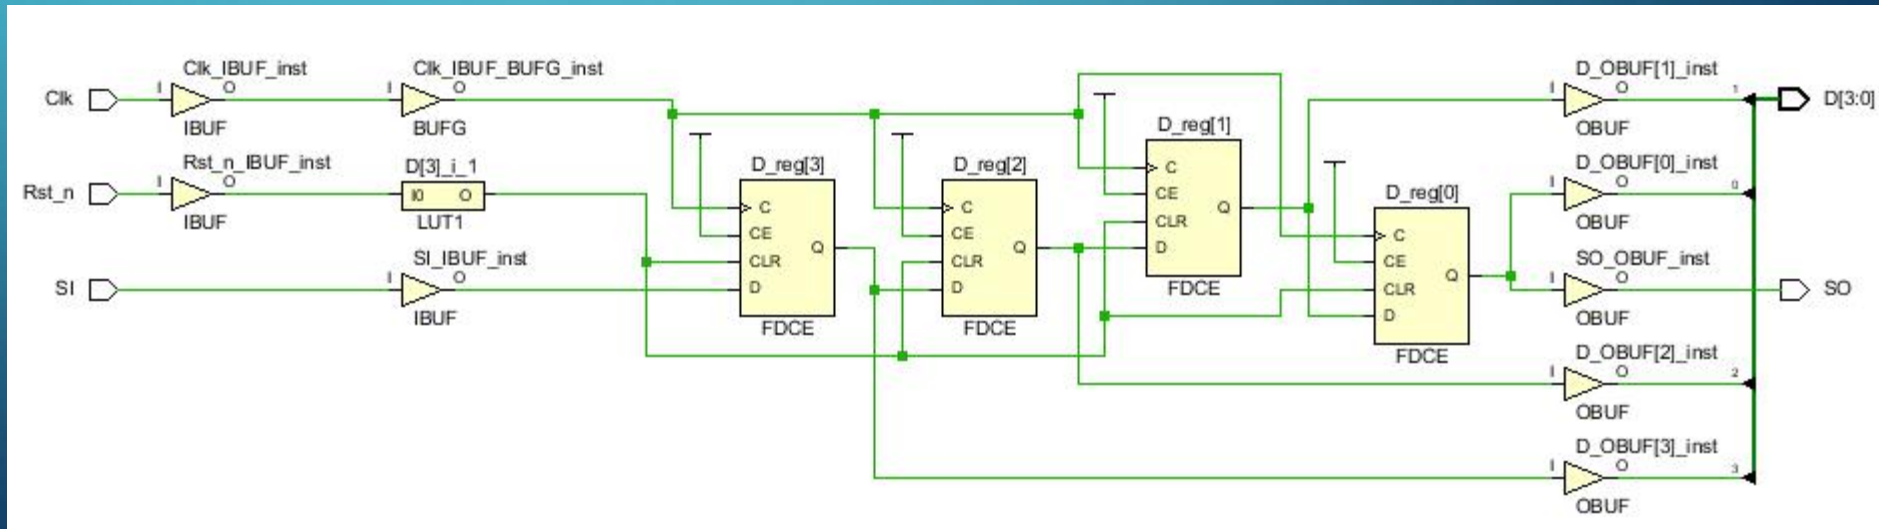 Clk
I
Clk_IBUF_inst
O
IBUF
I
Clk_IBUF_BUFG_inst
O
BUFG
Rst_n
I
Rst_n_IBUF_inst
O
IBUF
D[3]_i_1
I0 O
LUT1
SI
I
SI_IBUF_inst
O
IBUF
D_reg[3]
C
CE
CLR
D
Q
FDCE
D_reg[2]
C
CE
CLR
D
Q
FDCE
D_reg[1]
C
CE
CLR
D
Q
FDCE
D_reg[0]
C
CE
CLR
D
Q
FDCE
D_OBUF[1]_inst
I
O
1
OBUF
D[3:0]
D_OBUF[0]_inst
I
O
0
OBUF
SO_OBUF_inst
I
O
OBUF
SO
D_OBUF[2]_inst
I
O
2
OBUF
D_OBUF[3]_inst
I
O
3
OBUF